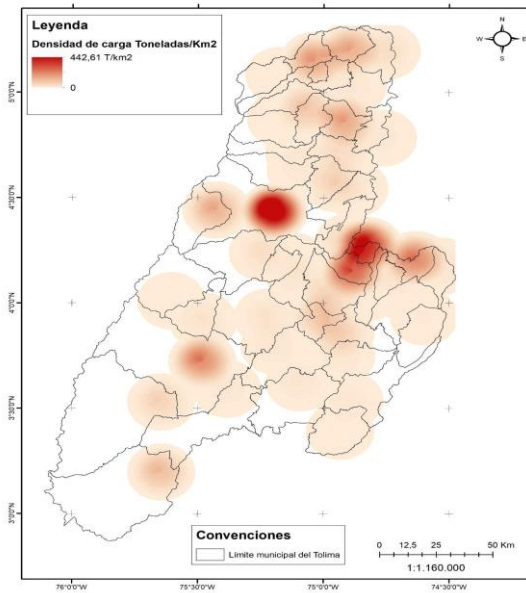 Leyenda
Densidad de carga Toneladas/Km2
442,61 T/km2
0
N
W E
S
5°0'0"N
4°30'0"N
4°0'0"N
3°30'0"N
3°0'0"N
Convenciones
Límite municipal del Tolima
0 12,5 25 50 Km
1:1.160.000
76°0'0"W 75°30'0"W 75°0'0"W 74°30'0"W